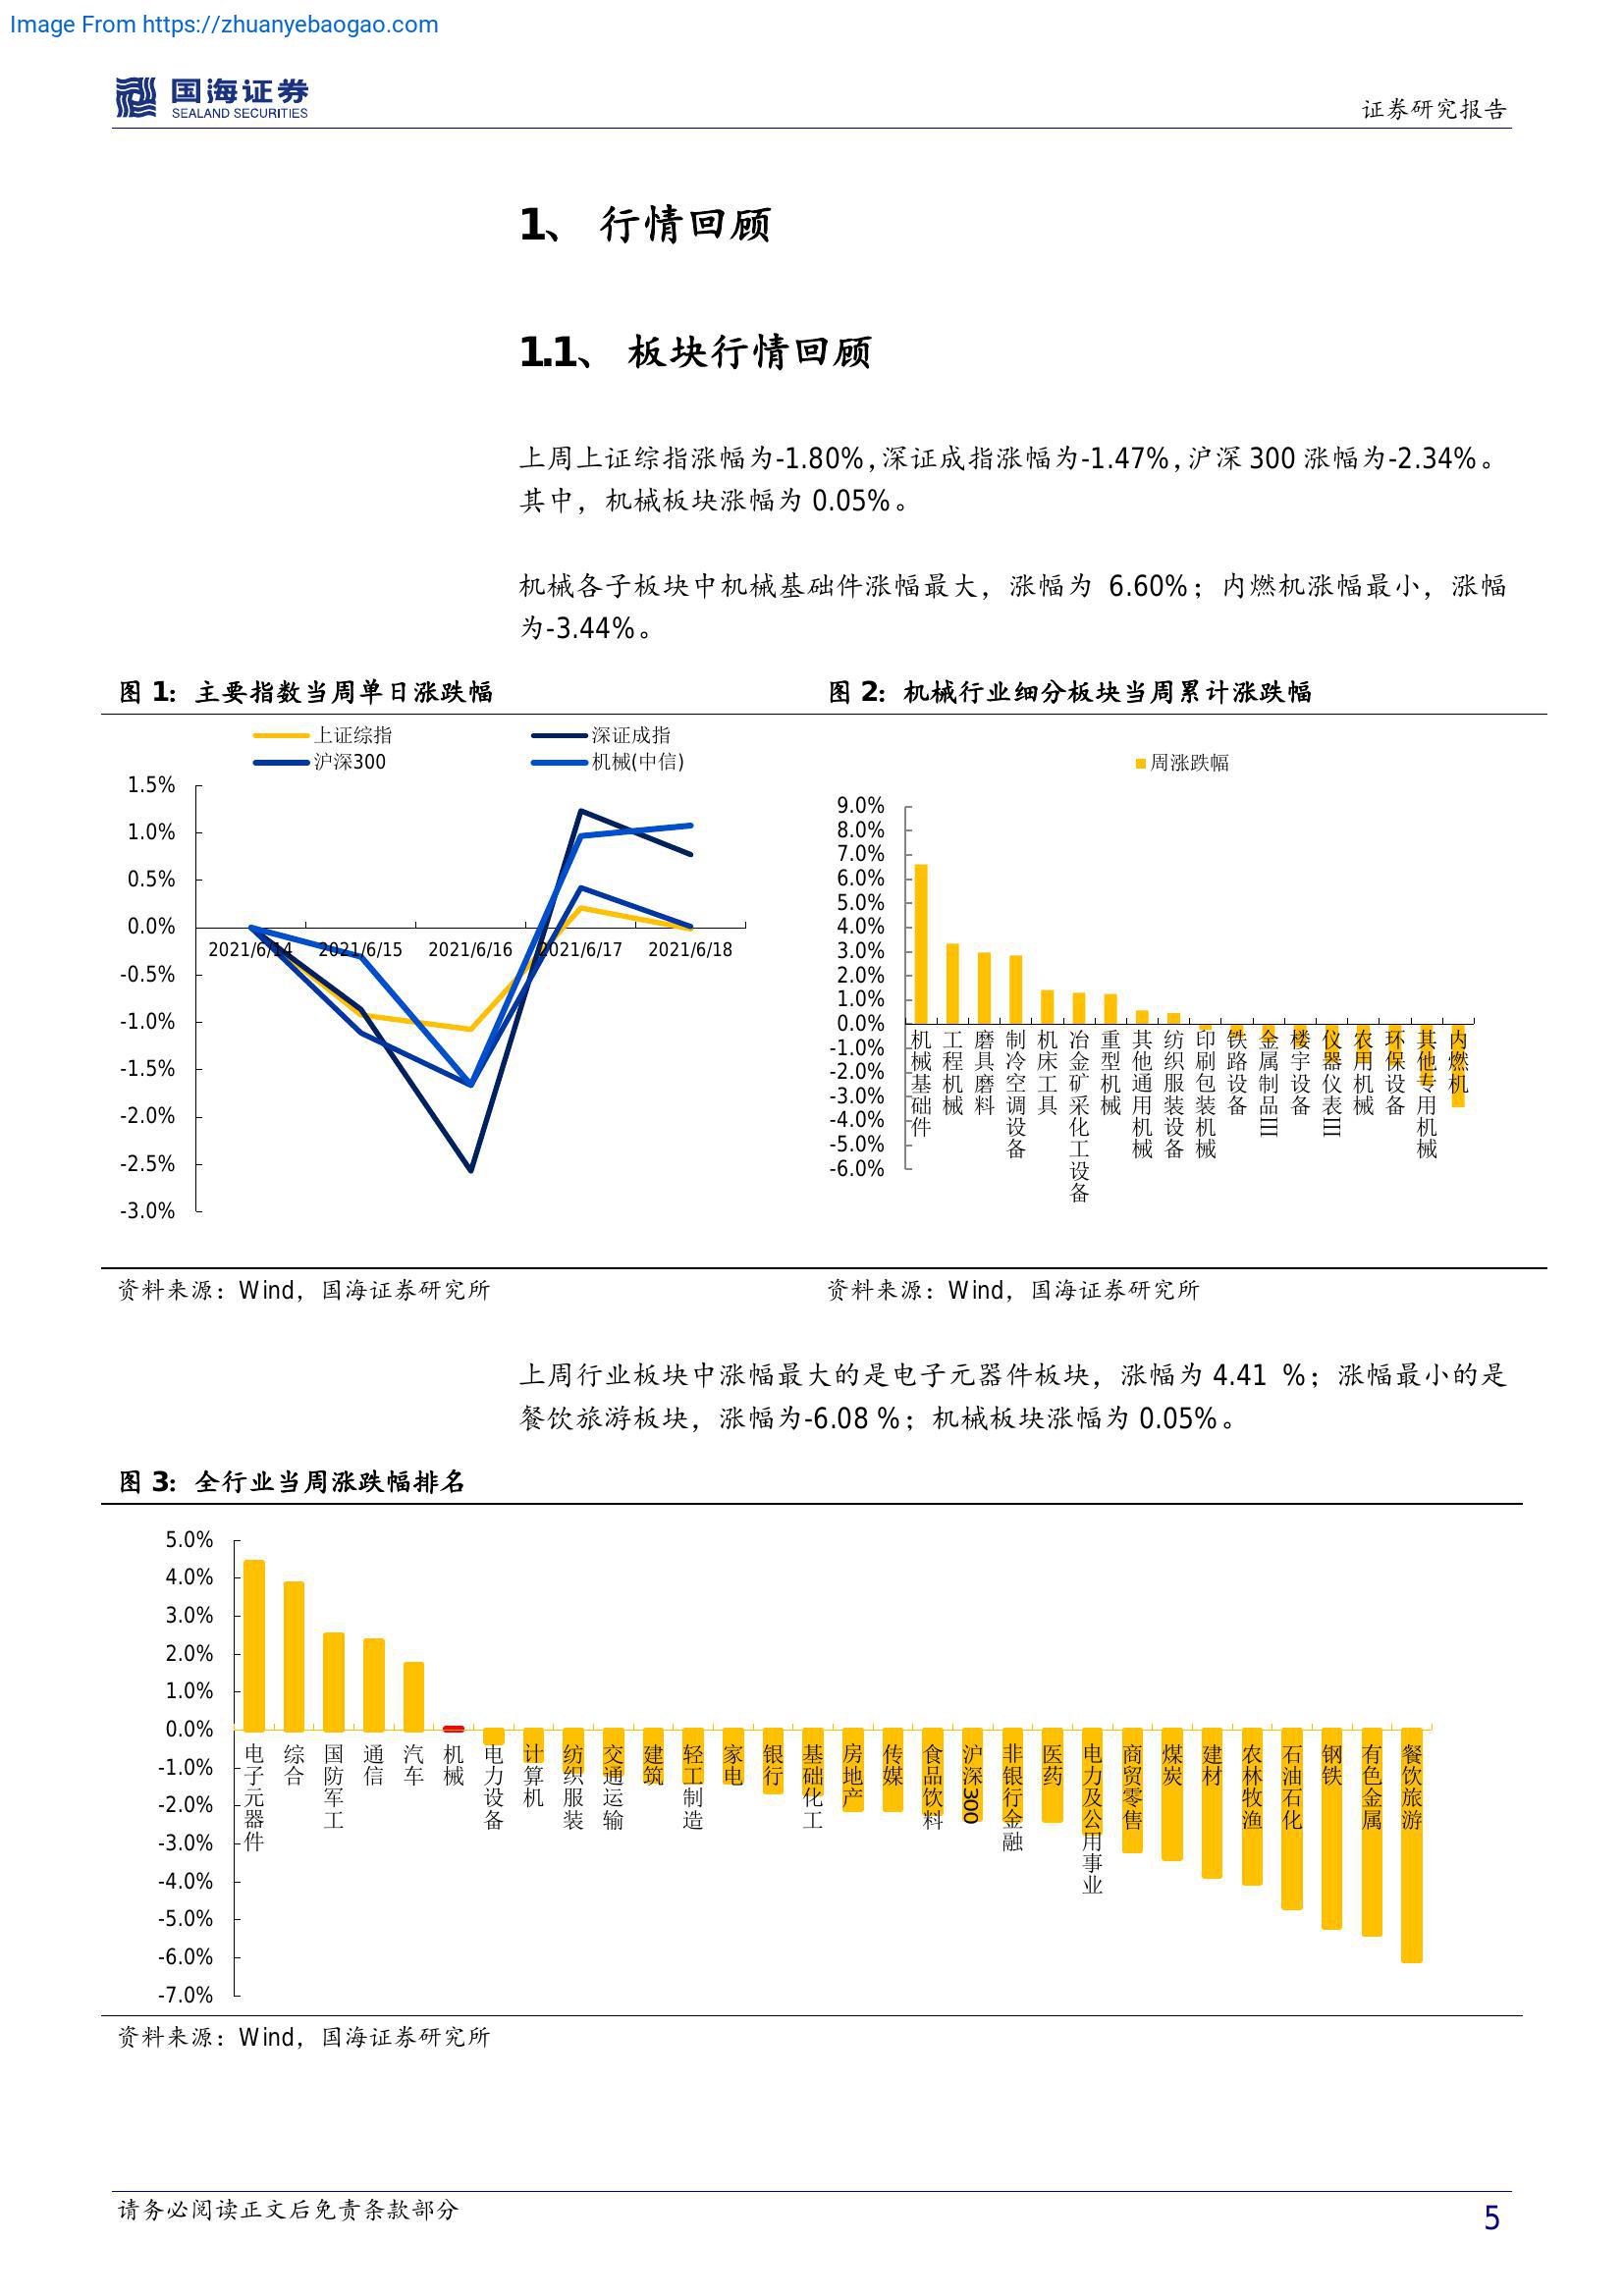 Image From https://zhuanyebaogao.com
国海证券
SEALAND SECURITIES
证券研究报告
1、 行情回顾
1.1、 板块行情回顾
上周上证综指涨幅为-1.80%,深证成指涨幅为-1.47%,沪深 300 涨幅为-2.34%。
其中，机械板块涨幅为 0.05%。
机械各子板块中机械基础件涨幅最大，涨幅为 6.60%；内燃机涨幅最小，涨幅
为-3.44%。
图 1：主要指数当周单日涨跌幅
上证综指 深证成指
沪深300 机械(中信)
1.5%
1.0%
0.5%
0.0%
-0.5%
-1.0%
-1.5%
-2.0%
-2.5%
-3.0%
2021/6/14 2021/6/15 2021/6/16 2021/6/17 2021/6/18
资料来源：Wind，国海证券研究所
图 2：机械行业细分板块当周累计涨跌幅
周涨跌幅
9.0%
8.0%
7.0%
6.0%
5.0%
4.0%
3.0%
2.0%
1.0%
0.0%
-1.0%
-2.0%
-3.0%
-4.0%
-5.0%
-6.0%
机械基础件
工程机械
磨具磨料
制冷空调设备
机床工具
冶金矿采化工设备
重型机械
其他通用机械
纺织服装设备
印刷包装机械
铁路设备
金属制品III
楼宇设备
仪器仪表III
农用机械
环保设备
其他专用机械
内燃机
资料来源：Wind，国海证券研究所
上周行业板块中涨幅最大的是电子元器件板块，涨幅为 4.41 %；涨幅最小的是
餐饮旅游板块，涨幅为-6.08 %；机械板块涨幅为 0.05%。
图 3：全行业当周涨跌幅排名
5.0%
4.0%
3.0%
2.0%
1.0%
0.0%
-1.0%
-2.0%
-3.0%
-4.0%
-5.0%
-6.0%
-7.0%
电子元器件
综合
国防军工
通信
汽车
机械
电力设备
计算机
纺织服装
交通运输
建筑
轻工制造
家电
银行
基础化工
房地产
传媒
食品饮料
沪深300
非银行金融
医药
电力及公用事业
商贸零售
煤炭
建材
农林牧渔
石油石化
钢铁
有色金属
餐饮旅游
资料来源：Wind，国海证券研究所
请务必阅读正文后免责条款部分
5